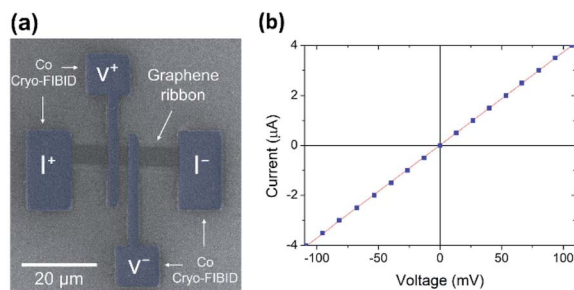 (a)
Co
Cryo-FIBID
V⁺
Graphene
ribbon
I⁺
I⁻
V⁻
Co
Cryo-FIBID
20 µm
(b)
Current (µA)
4
2
0
-2
-4
-100
-50
0
50
100
Voltage (mV)